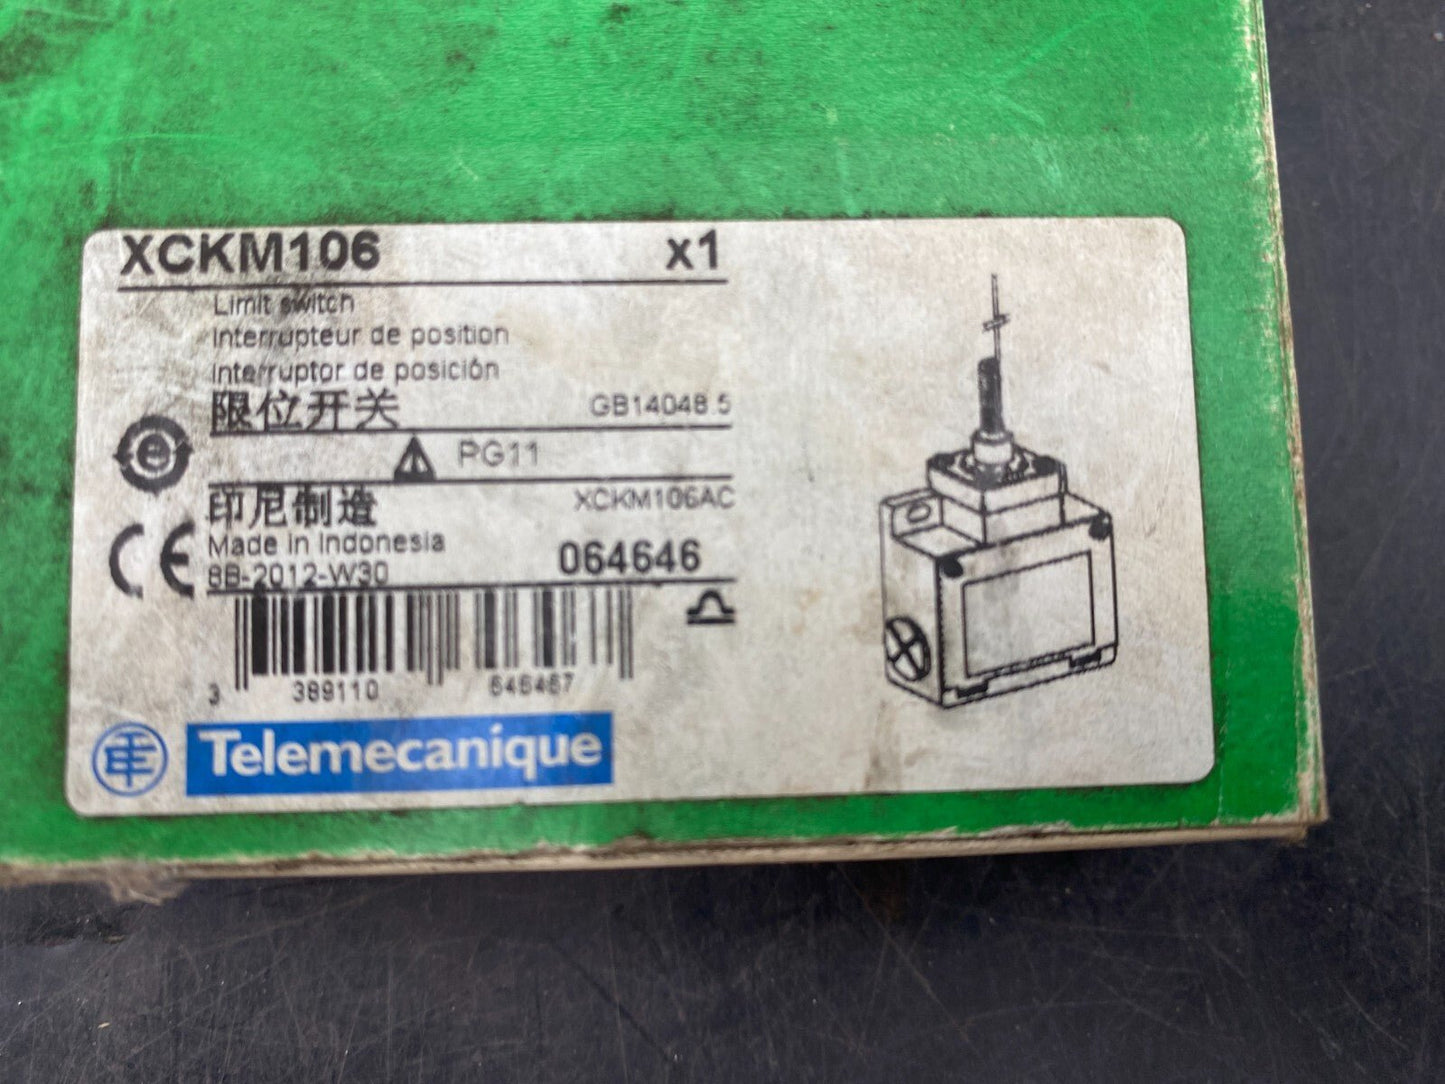 XCKM106 x1
Limit switch
Interrupteur de position
Interruptor de posición
限位开关 GB14048.5
PG11
印尼制造 XCKM106AC
Made in Indonesia 064646
8B-2012-W30
CE
3 389110 646467
Telemecanique